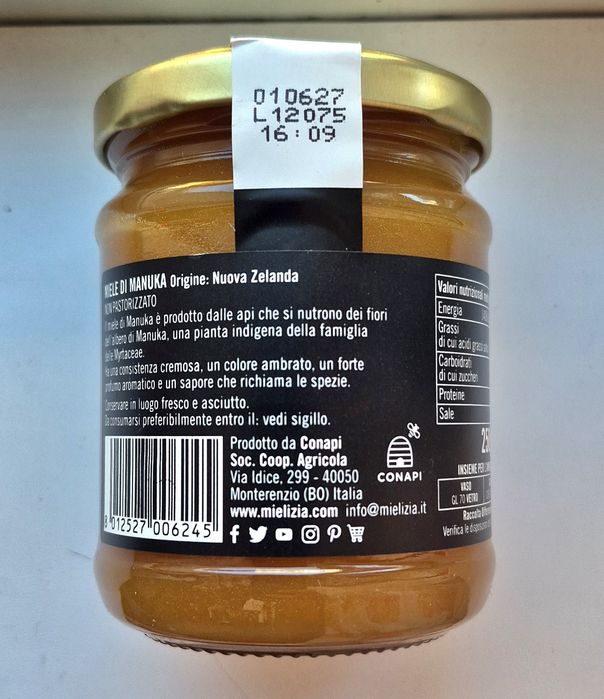 010627
L12075
16:09
MIELE DI MANUKA Origine: Nuova Zelanda
NON PASTORIZZATO
Il miele di Manuka è prodotto dalle api che si nutrono dei fiori
dell'albero di Manuka, una pianta indigena della famiglia
delle Myrtaceae.
Ha una consistenza cremosa, un colore ambrato, un forte
profumo aromatico e un sapore che richiama le spezie.
Conservare in luogo fresco e asciutto.
Da consumarsi preferibilmente entro il: vedi sigillo.
8 012527 006245
Prodotto da Conapi
Soc. Coop. Agricola
Via Idice, 299 - 40050
Monterenzio (BO) Italia
www.mielizia.com info@mielizia.it
CONAPI
Valori nutrizionali
Energia
Grassi
di cui acidi grassi
Carboidrati
di cui zuccheri
Proteine
Sale
INSIEME PER
VASO
GL 70 VETRO
Raccolta
Verifica le